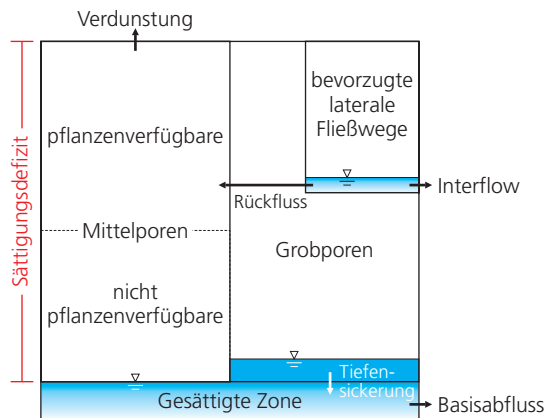 Verdunstung
Sättigungsdefizit
pflanzenverfügbare
Mittelporen
nicht
pflanzenverfügbare
bevorzugte
laterale
Fließwege
Rückfluss
Interflow
Grobporen
Tiefen-
sickerung
Gesättigte Zone
Basisabfluss